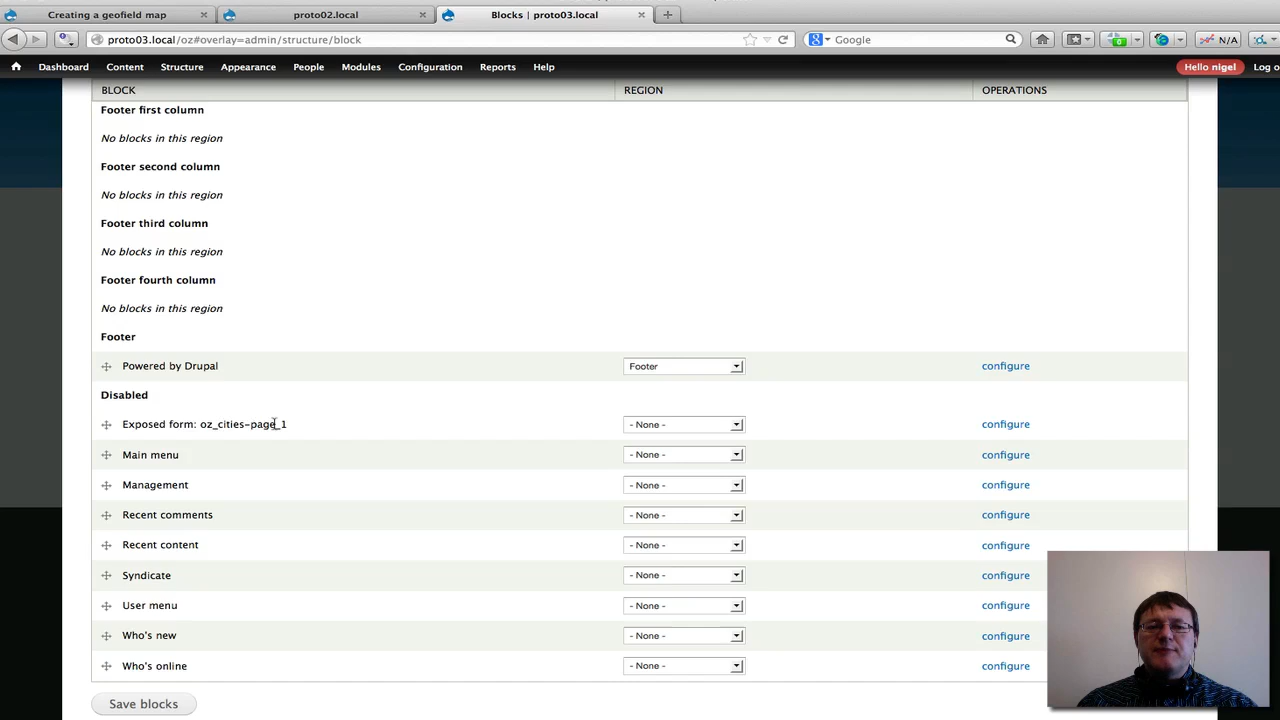 Creating a geofield map
proto02.local
Blocks | proto03.local
proto03.local/oz#overlay=admin/structure/block
Google
N/A
Dashboard Content Structure Appearance People Modules Configuration Reports Help
Hello nigel Log o
BLOCK REGION OPERATIONS
Footer first column
No blocks in this region
Footer second column
No blocks in this region
Footer third column
No blocks in this region
Footer fourth column
No blocks in this region
Footer
Powered by Drupal Footer configure
Disabled
Exposed form: oz_cities-page_1 - None - configure
Main menu - None - configure
Management - None - configure
Recent comments - None - configure
Recent content - None - configure
Syndicate - None - configure
User menu - None - configure
Who's new - None - configure
Who's online - None - configure
Save blocks